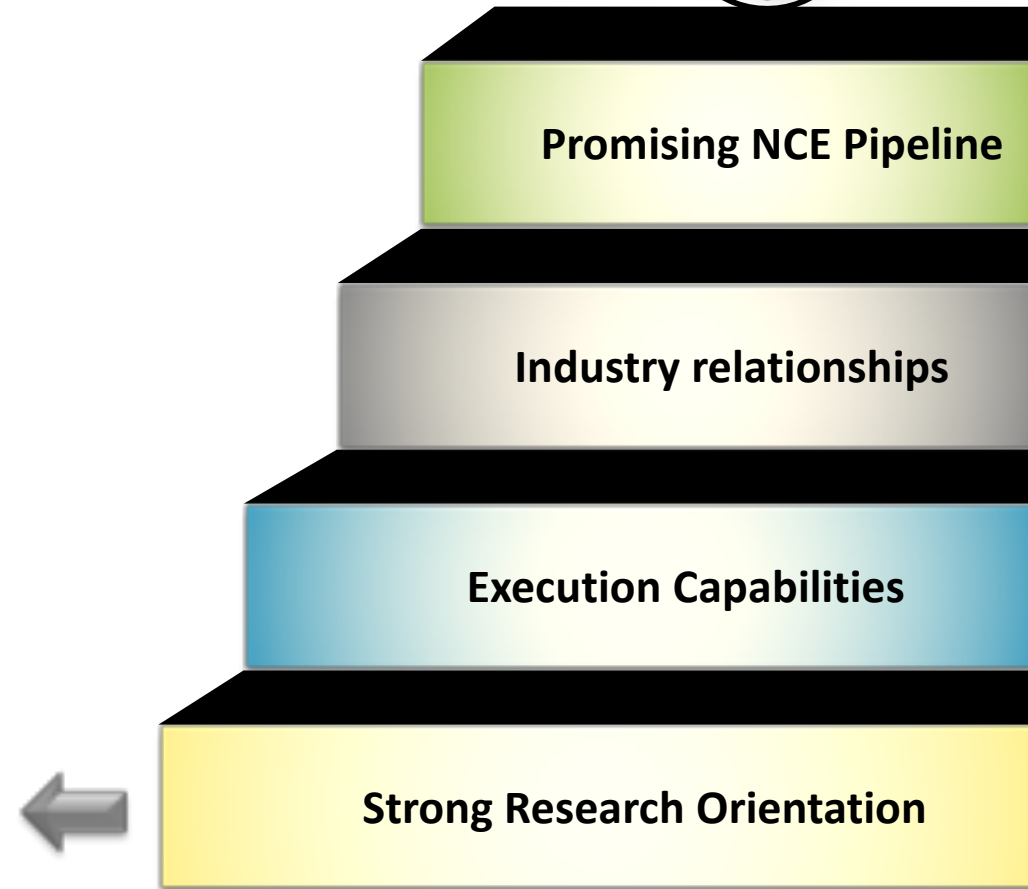 Promising NCE Pipeline
Industry relationships
Execution Capabilities
Strong Research Orientation